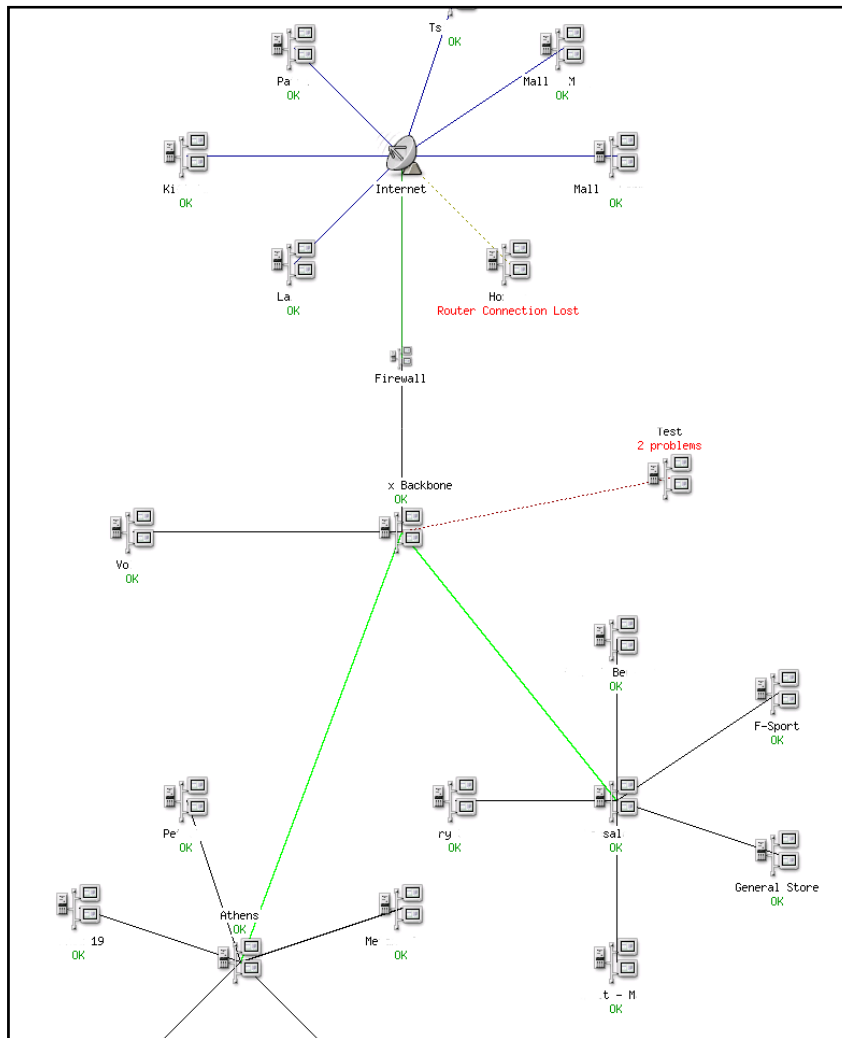 Ts
OK
Pa
OK
Mall M
OK
Ki
OK
Internet
Mall
OK
La
OK
Ho
Router Connection Lost
Firewall
Test
2 problems
x Backbone
OK
Vo
OK
Be
OK
F-Sport
OK
Pe
OK
ry
OK
sal
OK
General Store
OK
19
OK
Athens
OK
Me
OK
t - M
OK